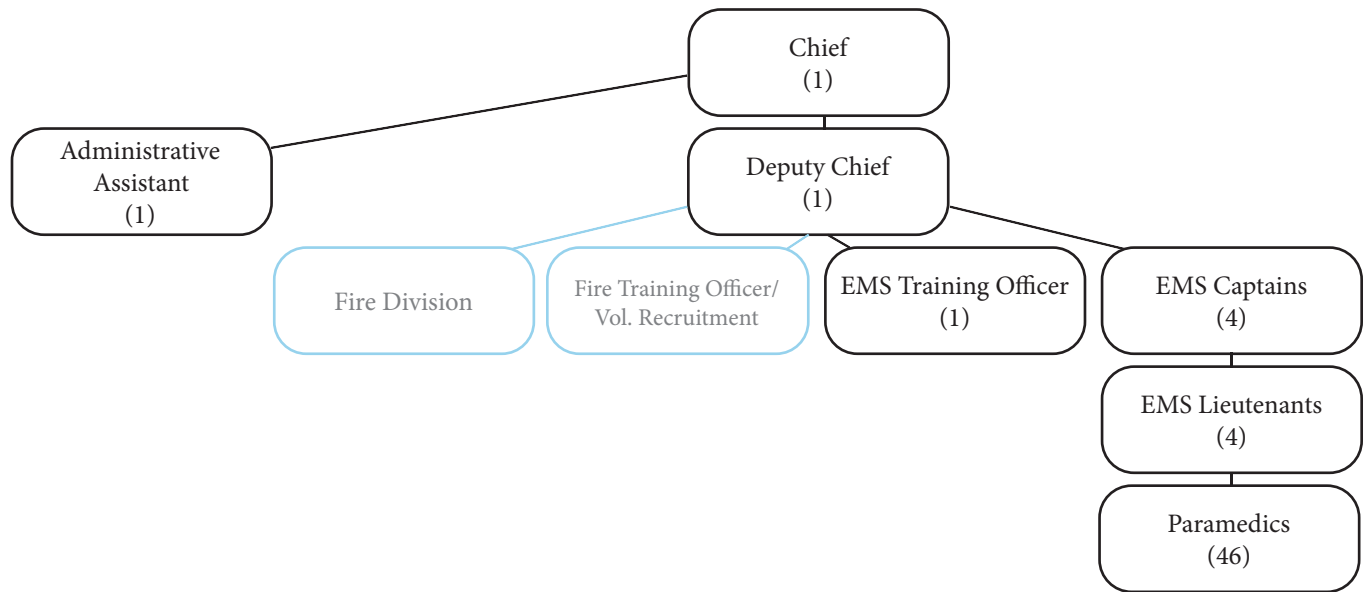 Chief
(1)
Administrative
Assistant
(1)
Deputy Chief
(1)
Fire Division
Fire Training Officer/
Vol. Recruitment
EMS Training Officer
(1)
EMS Captains
(4)
EMS Lieutenants
(4)
Paramedics
(46)